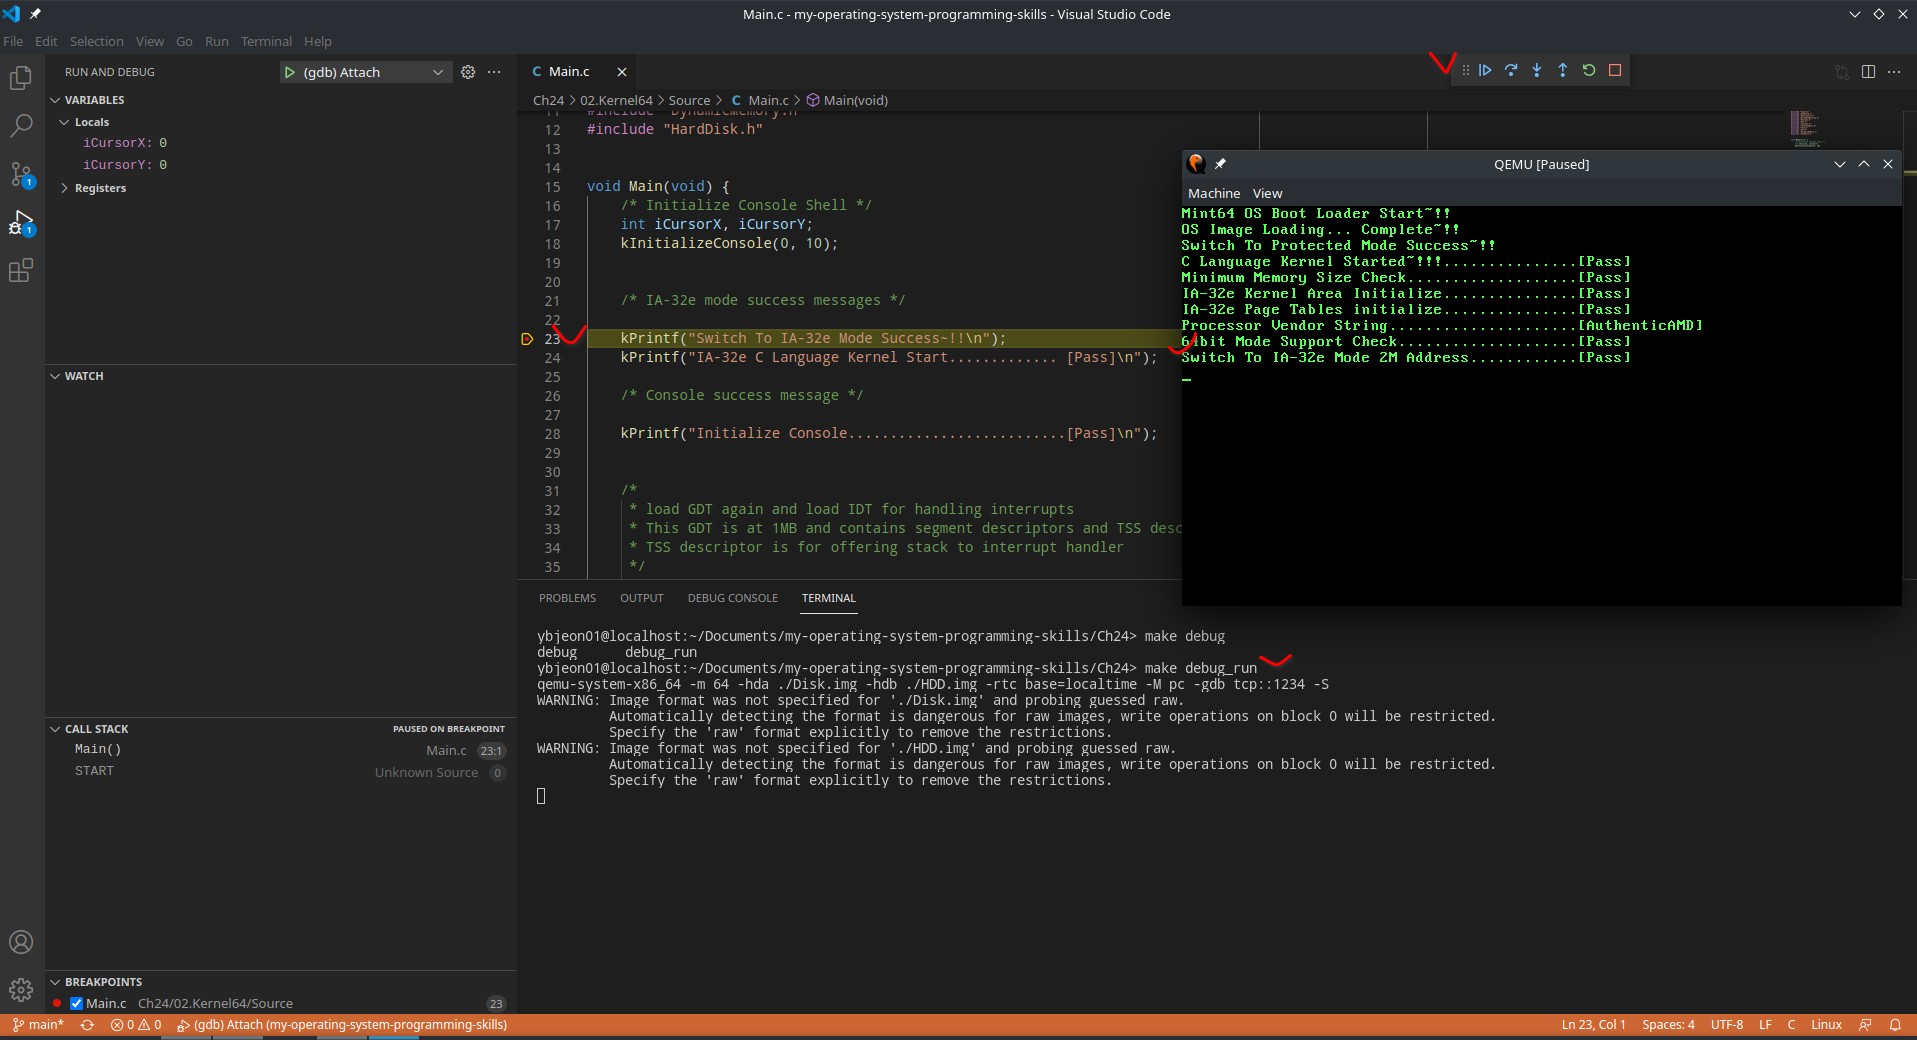 Main.c - my-operating-system-programming-skills - Visual Studio Code
File Edit Selection View Go Run Terminal Help
RUN AND DEBUG
(gdb) Attach
VARIABLES
Locals
iCursorX: 0
iCursorY: 0
Registers
WATCH
CALL STACK
PAUSED ON BREAKPOINT
Main() Main.c 23:1
START Unknown Source 0
BREAKPOINTS
Main.c Ch24/02.Kernel64/Source 23
1
1
C Main.c
Ch24 > 02.Kernel64 > Source > C Main.c > Main(void)
11 #include "DynamicMemory.h"
12 #include "HardDisk.h"
13
14
15 void Main(void) {
16 /* Initialize Console Shell */
17 int iCursorX, iCursorY;
18 kInitializeConsole(0, 10);
19
20
21 /* IA-32e mode success messages */
22
23 kPrintf("Switch To IA-32e Mode Success~!!\n");
24 kPrintf("IA-32e C Language Kernel Start............. [Pass]\n");
25
26 /* Console success message */
27
28 kPrintf("Initialize Console..........................[Pass]\n");
29
30
31 /*
32 * load GDT again and load IDT for handling interrupts
33 * This GDT is at 1MB and contains segment descriptors and TSS desc
34 * TSS descriptor is for offering stack to interrupt handler
35 */
QEMU [Paused]
Machine View
Mint64 OS Boot Loader Start~!!
OS Image Loading... Complete~!!
Switch To Protected Mode Success~!!
C Language Kernel Started~!!!...............[Pass]
Minimum Memory Size Check...................[Pass]
IA-32e Kernel Area Initialize...............[Pass]
IA-32e Page Tables initialize...............[Pass]
Processor Vendor String.....................[AuthenticAMD]
64bit Mode Support Check....................[Pass]
Switch To IA-32e Mode 2M Address............[Pass]
PROBLEMS OUTPUT DEBUG CONSOLE TERMINAL
ybjeon01@localhost:~/Documents/my-operating-system-programming-skills/Ch24> make debug
debug debug_run
ybjeon01@localhost:~/Documents/my-operating-system-programming-skills/Ch24> make debug_run
qemu-system-x86_64 -m 64 -hda ./Disk.img -hdb ./HDD.img -rtc base=localtime -M pc -gdb tcp::1234 -S
WARNING: Image format was not specified for './Disk.img' and probing guessed raw.
Automatically detecting the format is dangerous for raw images, write operations on block 0 will be restricted.
Specify the 'raw' format explicitly to remove the restrictions.
WARNING: Image format was not specified for './HDD.img' and probing guessed raw.
Automatically detecting the format is dangerous for raw images, write operations on block 0 will be restricted.
Specify the 'raw' format explicitly to remove the restrictions.
main* 0 0 (gdb) Attach (my-operating-system-programming-skills)
Ln 23, Col 1 Spaces: 4 UTF-8 LF C Linux